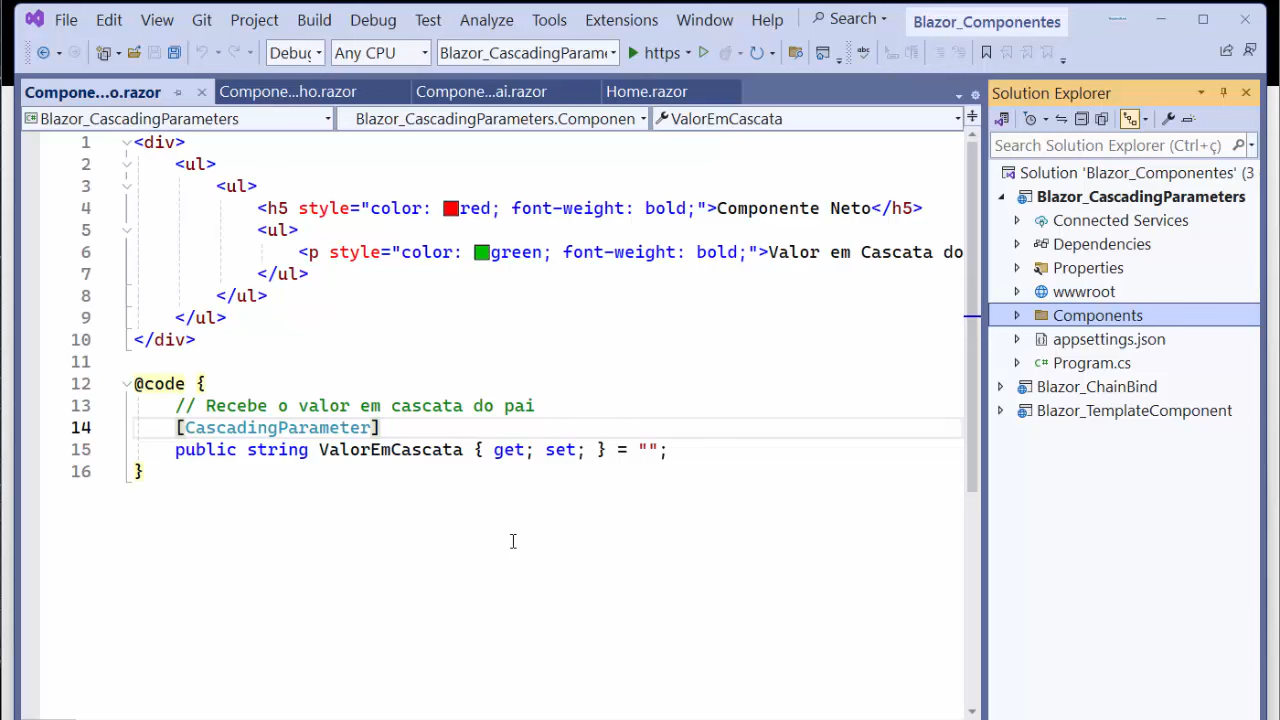 File Edit View Git Project Build Debug Test Analyze Tools Extensions Window Help Search Blazor_Componentes
Debug Any CPU Blazor_CascadingParame https
Compone...o.razor Compone...ho.razor Compone...ai.razor Home.razor
Blazor_CascadingParameters Blazor_CascadingParameters.Componen ValorEmCascata
1 <div>
2 <ul>
3 <ul>
4 <h5 style="color: red; font-weight: bold;">Componente Neto</h5>
5 <ul>
6 <p style="color: green; font-weight: bold;">Valor em Cascata do
7 </ul>
8 </ul>
9 </ul>
10 </div>
11
12 @code {
13 // Recebe o valor em cascata do pai
14 [CascadingParameter]
15 public string ValorEmCascata { get; set; } = "";
16 }
Solution Explorer
Search Solution Explorer (Ctrl+ç)
Solution 'Blazor_Componentes' (3
Blazor_CascadingParameters
Connected Services
Dependencies
Properties
wwwroot
Components
appsettings.json
C# Program.cs
Blazor_ChainBind
Blazor_TemplateComponent